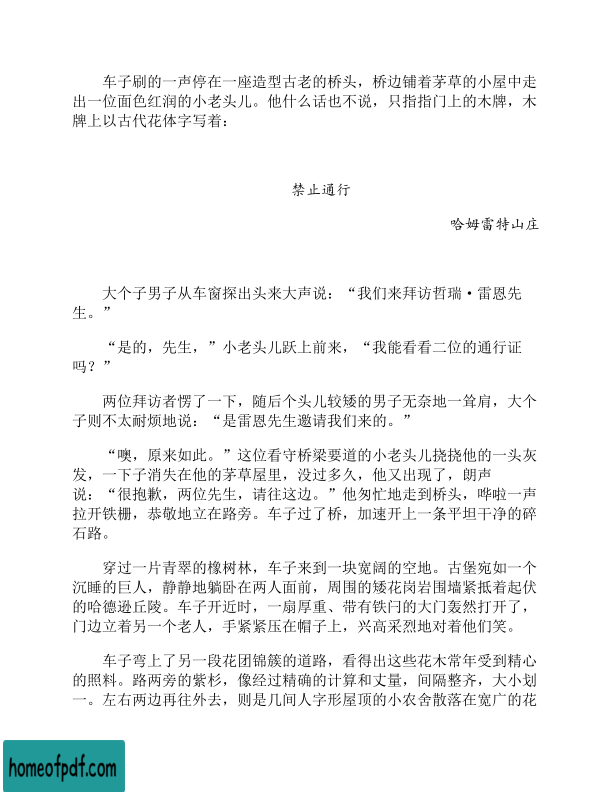 车子刷的一声停在一座造型古老的桥头，桥边铺着茅草的小屋中走
出一位面色红润的小老头儿。他什么话也不说，只指指门上的木牌，木
牌上以古代花体字写着：
禁止通行
哈姆雷特山庄
大个子男子从车窗探出头来大声说：“我们来拜访哲瑞·雷恩先
生。”
“是的，先生，”小老头儿跃上前来，“我能看看二位的通行证
吗？”
两位拜访者愣了一下，随后个头儿较矮的男子无奈地一耸肩，大个
子则不太耐烦地说：“是雷恩先生邀请我们来的。”
“噢，原来如此。”这位看守桥梁要道的小老头儿挠挠他的一头灰
发，一下子消失在他的茅草屋里，没过多久，他又出现了，朗声
说：“很抱歉，两位先生，请往这边。”他匆忙地走到桥头，哗啦一声
拉开铁栅，恭敬地立在路旁。车子过了桥，加速开上一条平坦干净的碎
石路。
穿过一片青翠的橡树林，车子来到一块宽阔的空地。古堡宛如一个
沉睡的巨人，静静地躺卧在两人面前，周围的矮花岗岩围墙紧抵着起伏
的哈德逊丘陵。车子开近时，一扇厚重、带有铁闩的大门轰然打开了，
门边立着另一个老人，手紧紧压在帽子上，兴高采烈地对着他们笑。
车子弯上了另一段花团锦簇的道路，看得出这些花木常年受到精心
的照料。路两旁的紫杉，像经过精确的计算和丈量，间隔整齐，大小划
一。左右两边再往外去，则是几间人字形屋顶的小农舍散落在宽广的花
homeofpdf.com